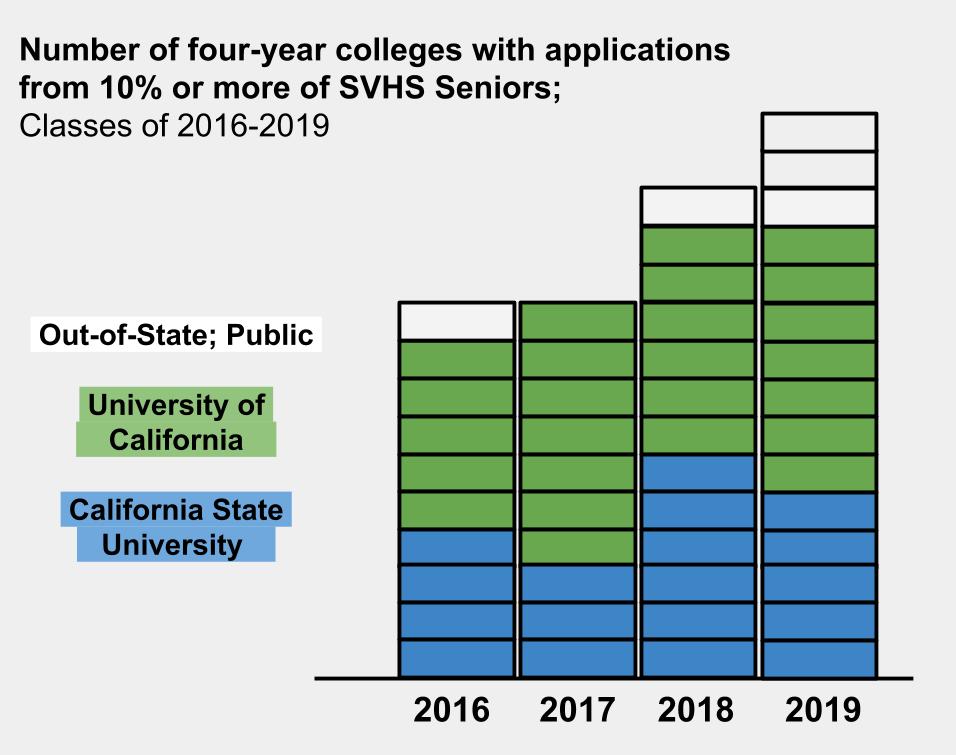 Number of four-year colleges with applications
from 10% or more of SVHS Seniors;
Classes of 2016-2019
Out-of-State; Public
University of
California
California State
University
2016 2017 2018 2019